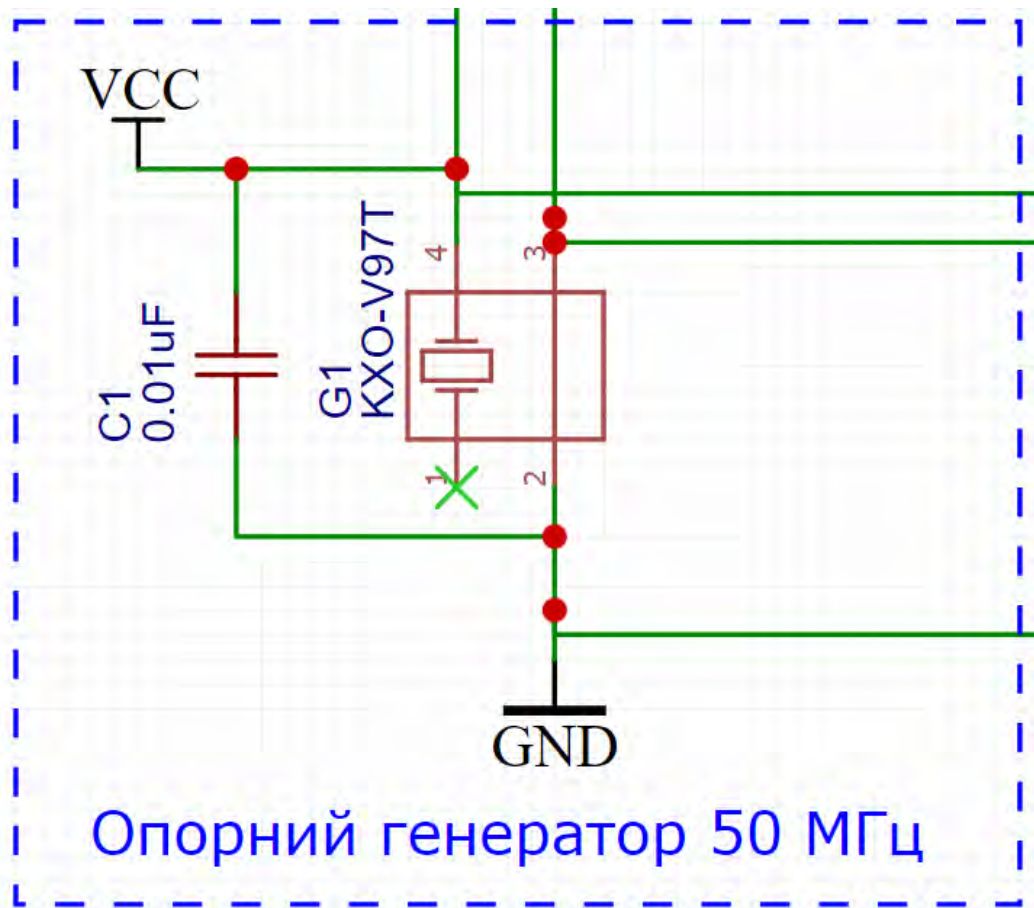 VCC
4
3
C1
0.01uF
G1
KXO-V97T
1
2
GND
Опорний генератор 50 МГц